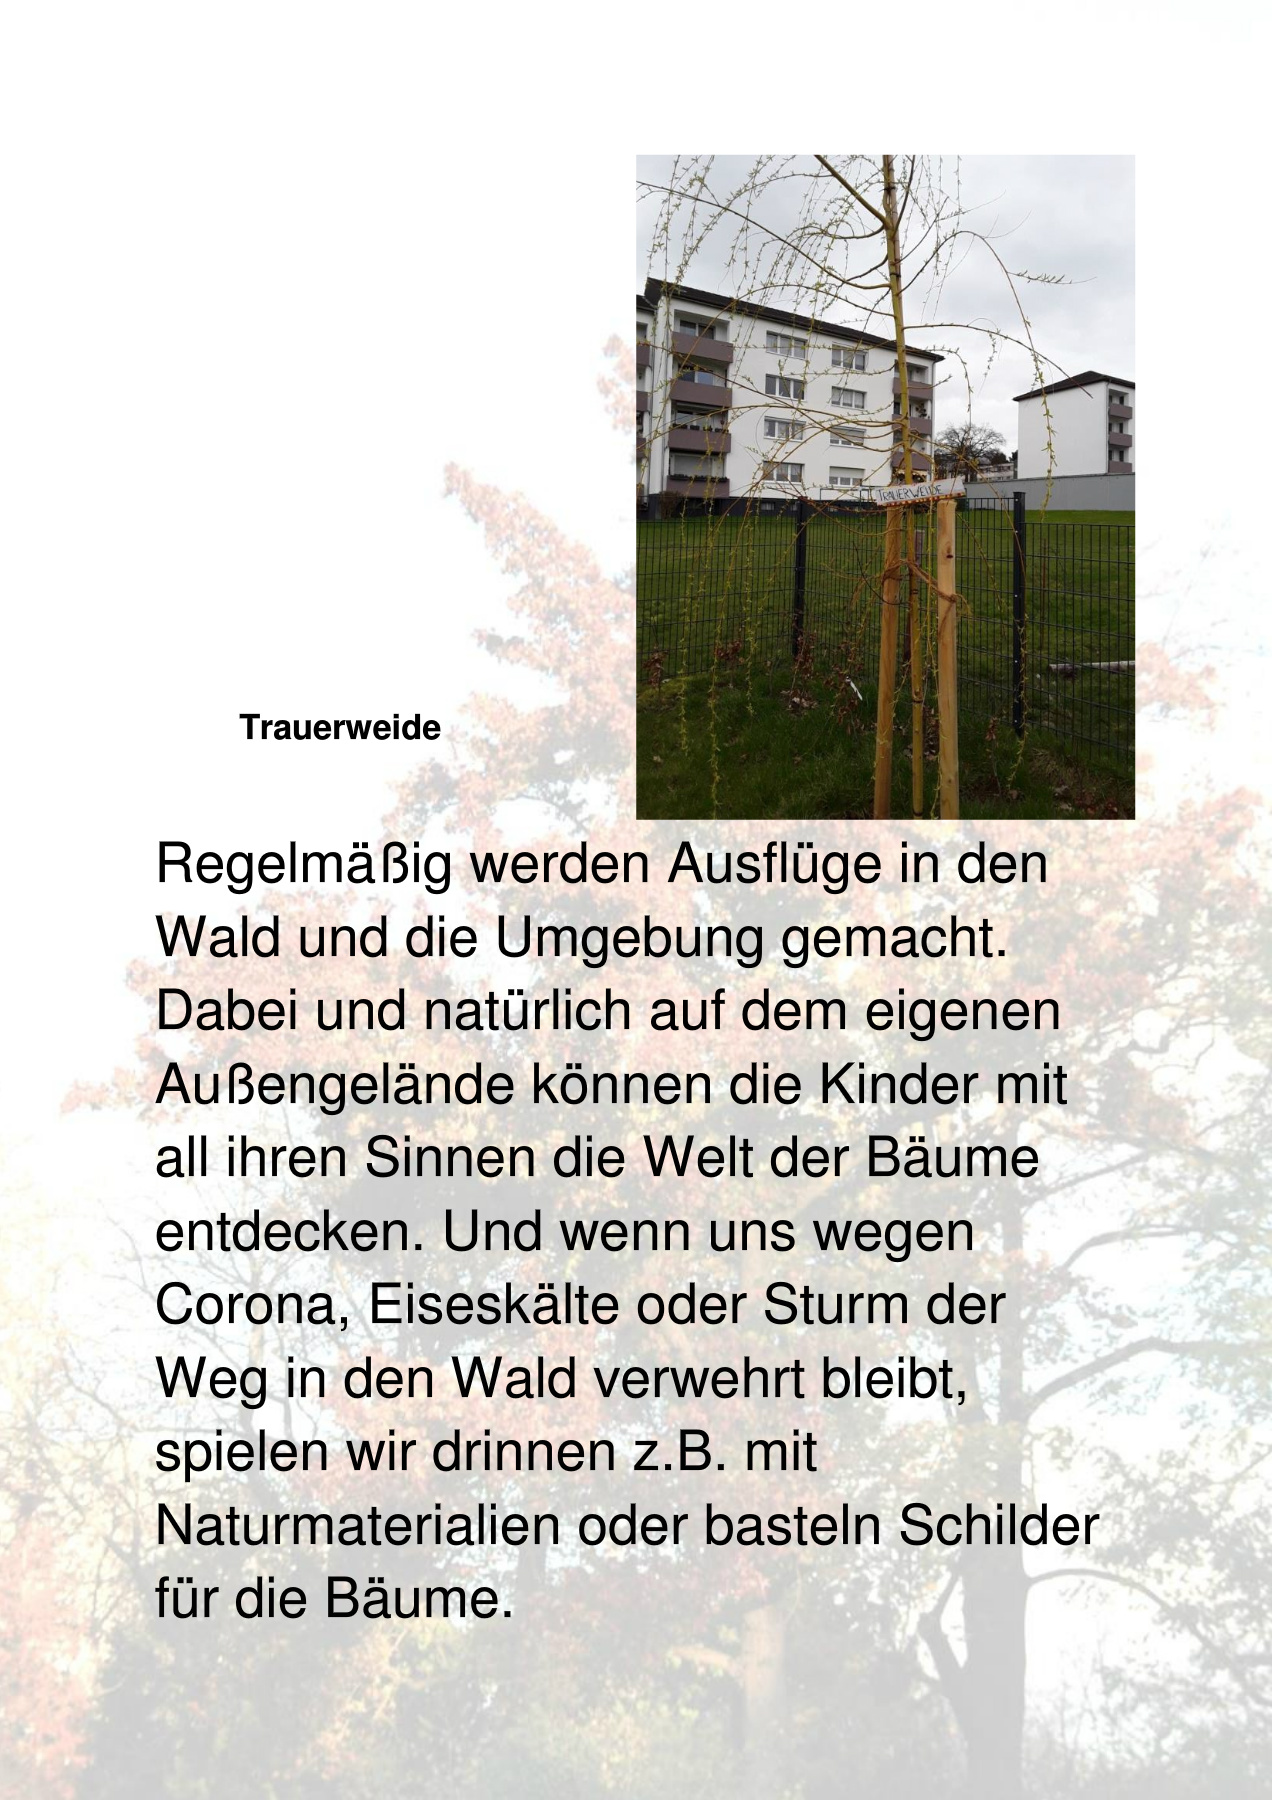 TRAUERWEIDE
Trauerweide
Regelmäßig werden Ausflüge in den
Wald und die Umgebung gemacht.
Dabei und natürlich auf dem eigenen
Außengelände können die Kinder mit
all ihren Sinnen die Welt der Bäume
entdecken. Und wenn uns wegen
Corona, Eiseskälte oder Sturm der
Weg in den Wald verwehrt bleibt,
spielen wir drinnen z.B. mit
Naturmaterialien oder basteln Schilder
für die Bäume.